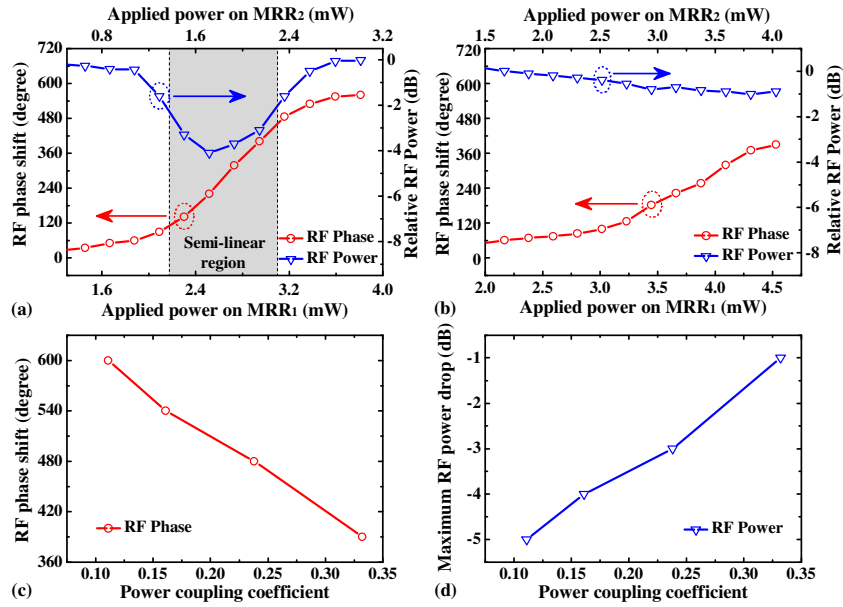 Applied power on MRR2 (mW)
0.8 1.6 2.4 3.0
720
600
480
360
240
120
0
RF phase shift (degree)
0
-2
-4
-6
-8
Relative RF Power (dB)
Semi-linear
region
RF Phase
RF Power
1.6 2.4 3.2 4.0
(a) Applied power on MRR1 (mW)
Applied power on MRR2 (mW)
1.5 2.0 2.5 3.0 3.5 4.0
720
600
480
360
240
120
0
RF phase shift (degree)
0
-2
-4
-6
-8
Relative RF Power (dB)
RF Phase
RF Power
2.0 2.5 3.0 3.5 4.0 4.5
(b) Applied power on MRR1 (mW)
600
540
480
420
360
RF phase shift (degree)
RF Phase
0.10 0.15 0.20 0.25 0.30 0.35
(c) Power coupling coefficient
-1
-2
-3
-4
-5
Maximum RF power drop (dB)
RF Power
0.10 0.15 0.20 0.25 0.30 0.35
(d) Power coupling coefficient